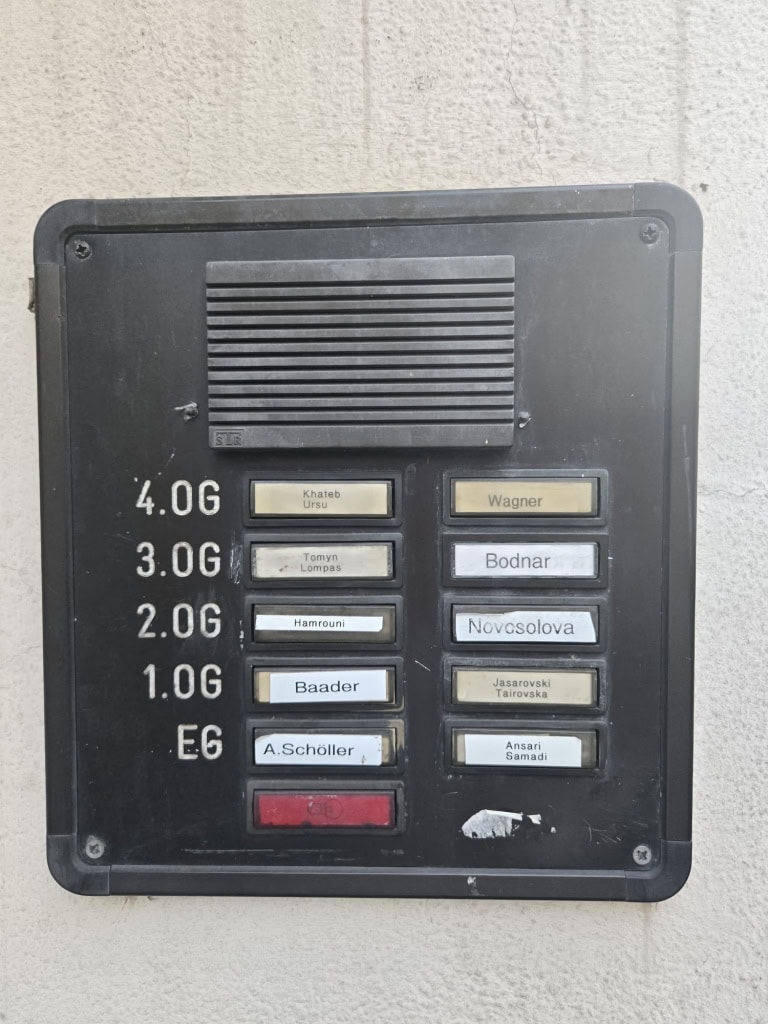 SLR
4.OG
Khateb
Ursu
Wagner
3.OG
Tomyn
Lompas
Bodnar
2.OG
Hamrouni
Novosolova
1.OG
Baader
Jasarovski
Tairovska
EG
A.Schöller
Ansari
Samadi